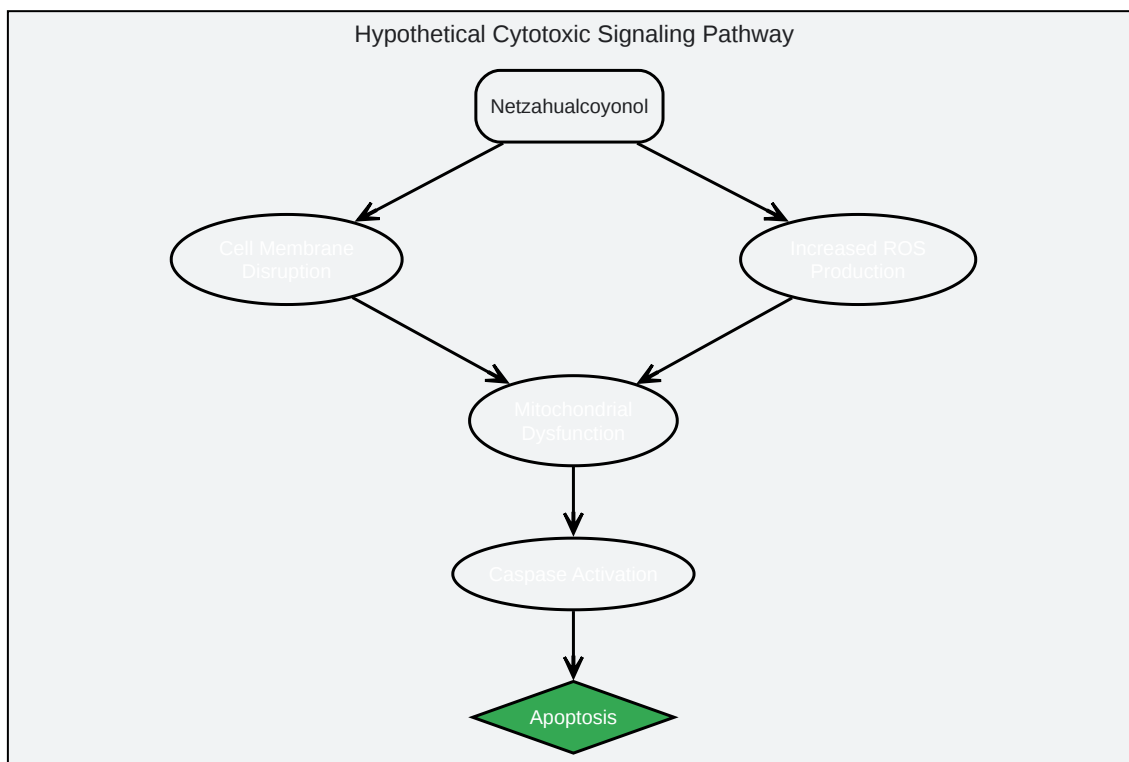 Hypothetical Cytotoxic Signaling Pathway
Netzahualcoyonol
Cell Membrane
Disruption
Increased ROS
Production
Mitochondrial
Dysfunction
Caspase Activation
Apoptosis